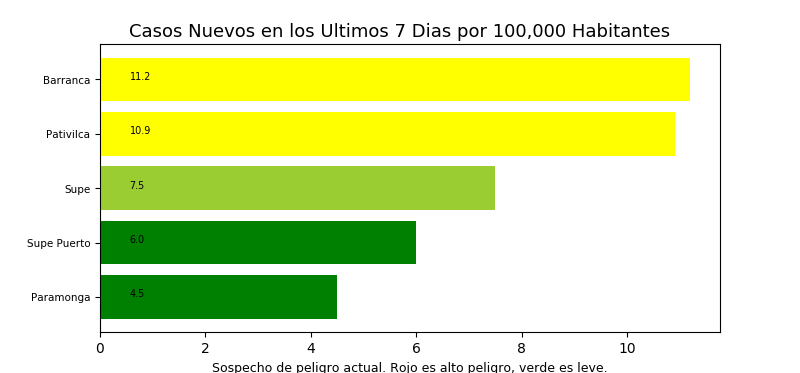 Casos Nuevos en los Ultimos 7 Dias por 100,000 Habitantes
Barranca 11.2
Pativilca 10.9
Supe 7.5
Supe Puerto 6.0
Paramonga 4.5
0 2 4 6 8 10
Sospecho de peligro actual. Rojo es alto peligro, verde es leve.